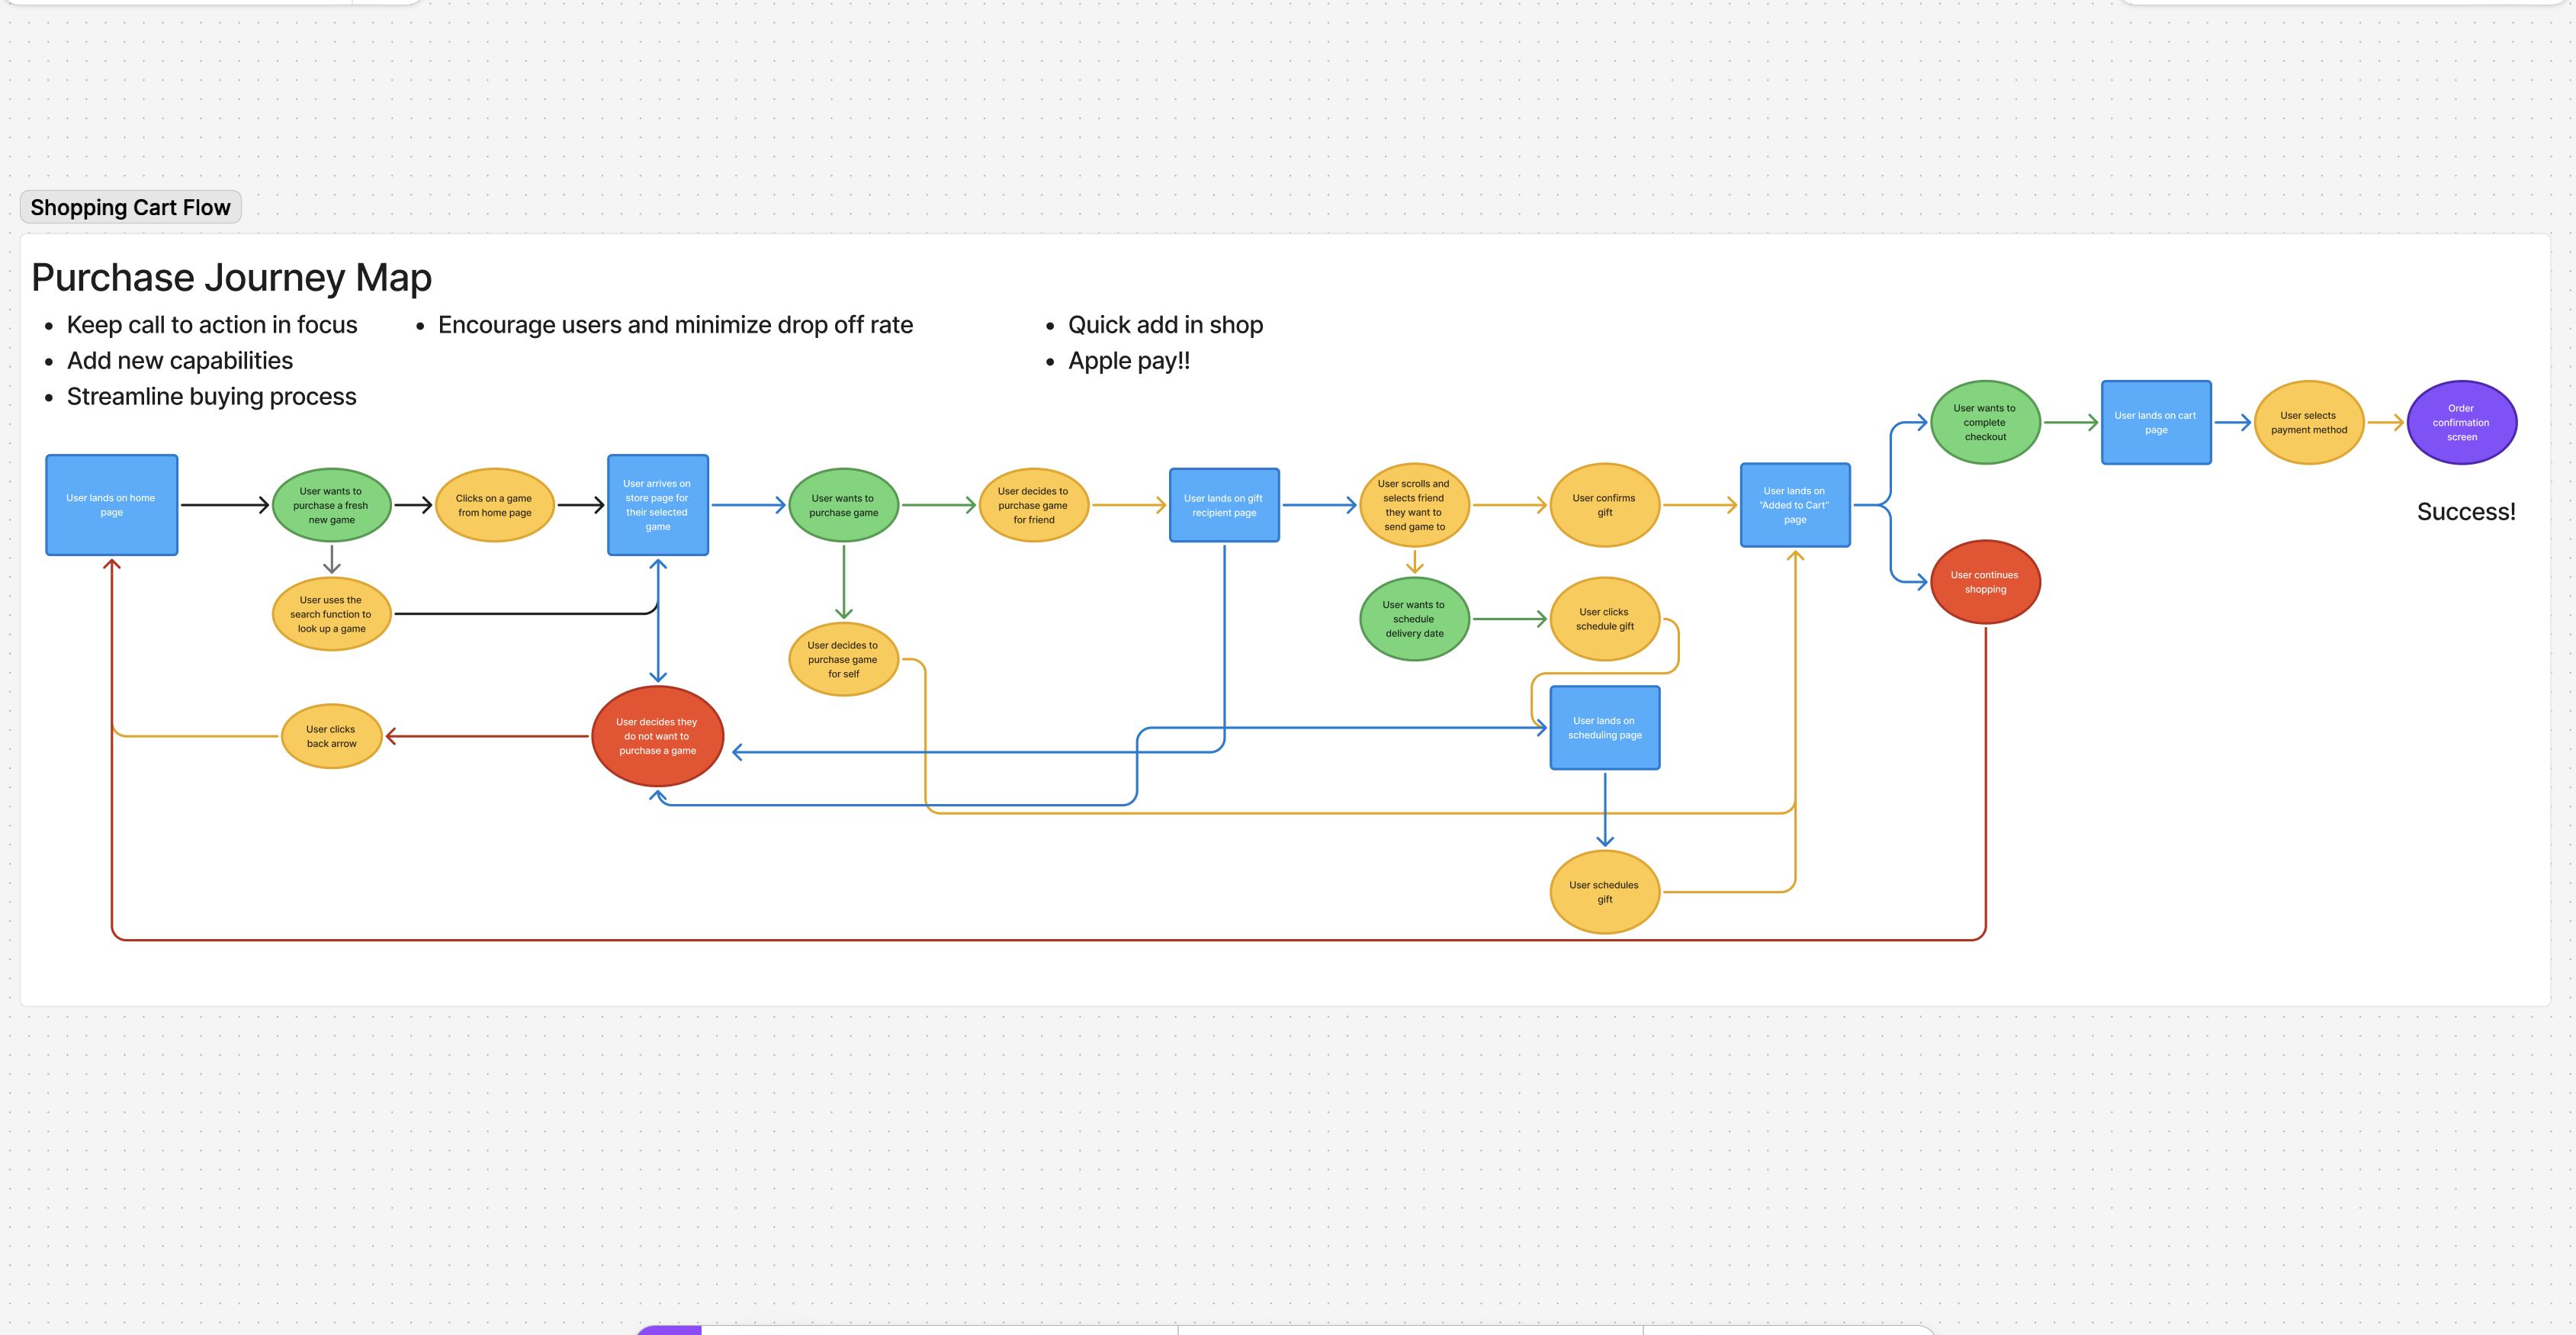 Shopping Cart Flow
Purchase Journey Map
Keep call to action in focus
Add new capabilities
Streamline buying process
Encourage users and minimize drop off rate
Quick add in shop
Apple pay!!
User lands on home
page
User wants to
purchase a fresh
new game
Clicks on a game
from home page
User arrives on
store page for
their selected
game
User wants to
purchase game
User decides to
purchase game
for friend
User lands on gift
recipient page
User scrolls and
selects friend
they want to
send game to
User confirms
gift
User lands on
"Added to Cart"
page
User wants to
complete
checkout
User lands on cart
page
User selects
payment method
Order
confirmation
screen
Success!
User continues
shopping
User uses the
search function to
look up a game
User wants to
schedule
delivery date
User clicks
schedule gift
User decides to
purchase game
for self
User clicks
back arrow
User decides they
do not want to
purchase a game
User lands on
scheduling page
User schedules
gift